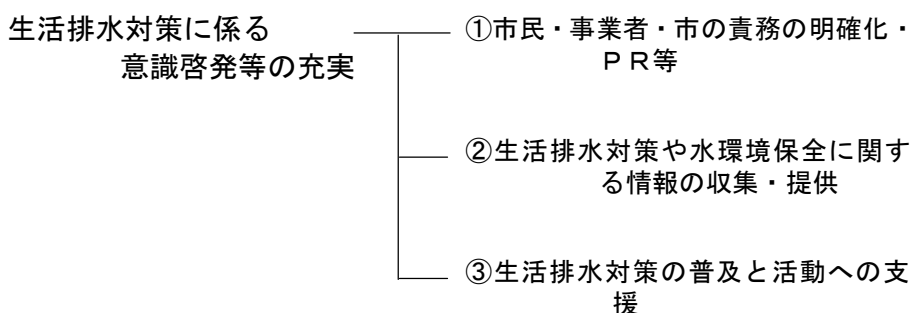 生活排水対策に係る
意識啓発等の充実
①市民・事業者・市の責務の明確化・
ＰＲ等
②生活排水対策や水環境保全に関す
る情報の収集・提供
③生活排水対策の普及と活動への支
援